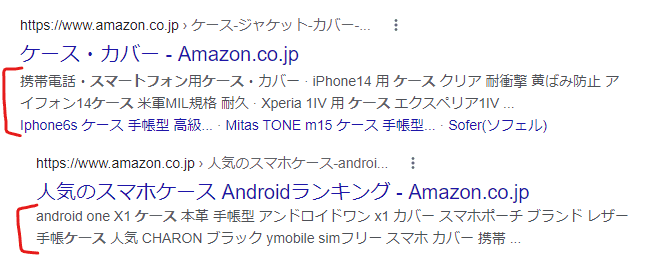 https://www.amazon.co.jp › ケース-ジャケット-カバー-...
ケース・カバー - Amazon.co.jp
携帯電話・スマートフォン用ケース・カバー · iPhone14 用 ケース クリア 耐衝撃 黄ばみ防止 ア
イフォン14ケース 米軍MIL規格 耐久 · Xperia 1IV 用 ケース エクスペリア1IV ...
Iphone6s ケース 手帳型 高級... · Mitas TONE m15 ケース 手帳型... · Sofer(ソフェル)
https://www.amazon.co.jp › 人気のスマホケース-androi...
人気のスマホケース Androidランキング - Amazon.co.jp
android one X1 ケース 本革 手帳型 アンドロイドワン x1 カバー スマホポーチ ブランド レザー
手帳ケース 人気 CHARON ブラック ymobile simフリー スマホ カバー 携帯 ...